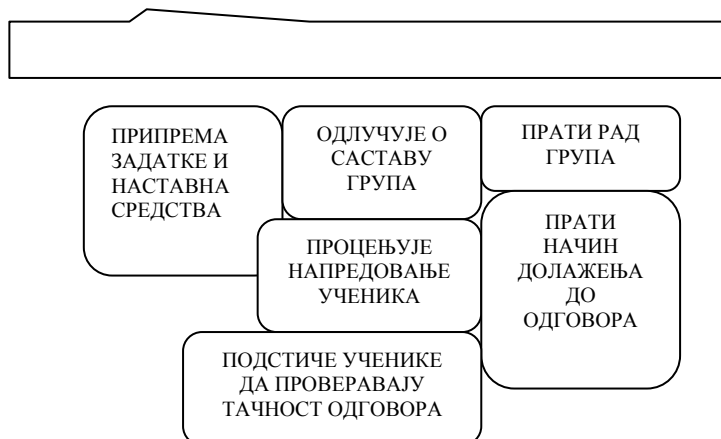 ПРИПРЕМА
ЗАДАТКЕ И
НАСТАВНА
СРЕДСТВА
ОДЛУЧУЈЕ О
САСТАВУ
ГРУПА
ПРАТИ РАД
ГРУПА
ПРОЦЕЊУЈЕ
НАПРЕДОВАЊЕ
УЧЕНИКА
ПРАТИ
НАЧИН
ДОЛАЖЕЊА
ДО
ОДГОВОРА
ПОДСТИЧЕ УЧЕНИКЕ
ДА ПРОВЕРАВАЈУ
ТАЧНОСТ ОДГОВОРА